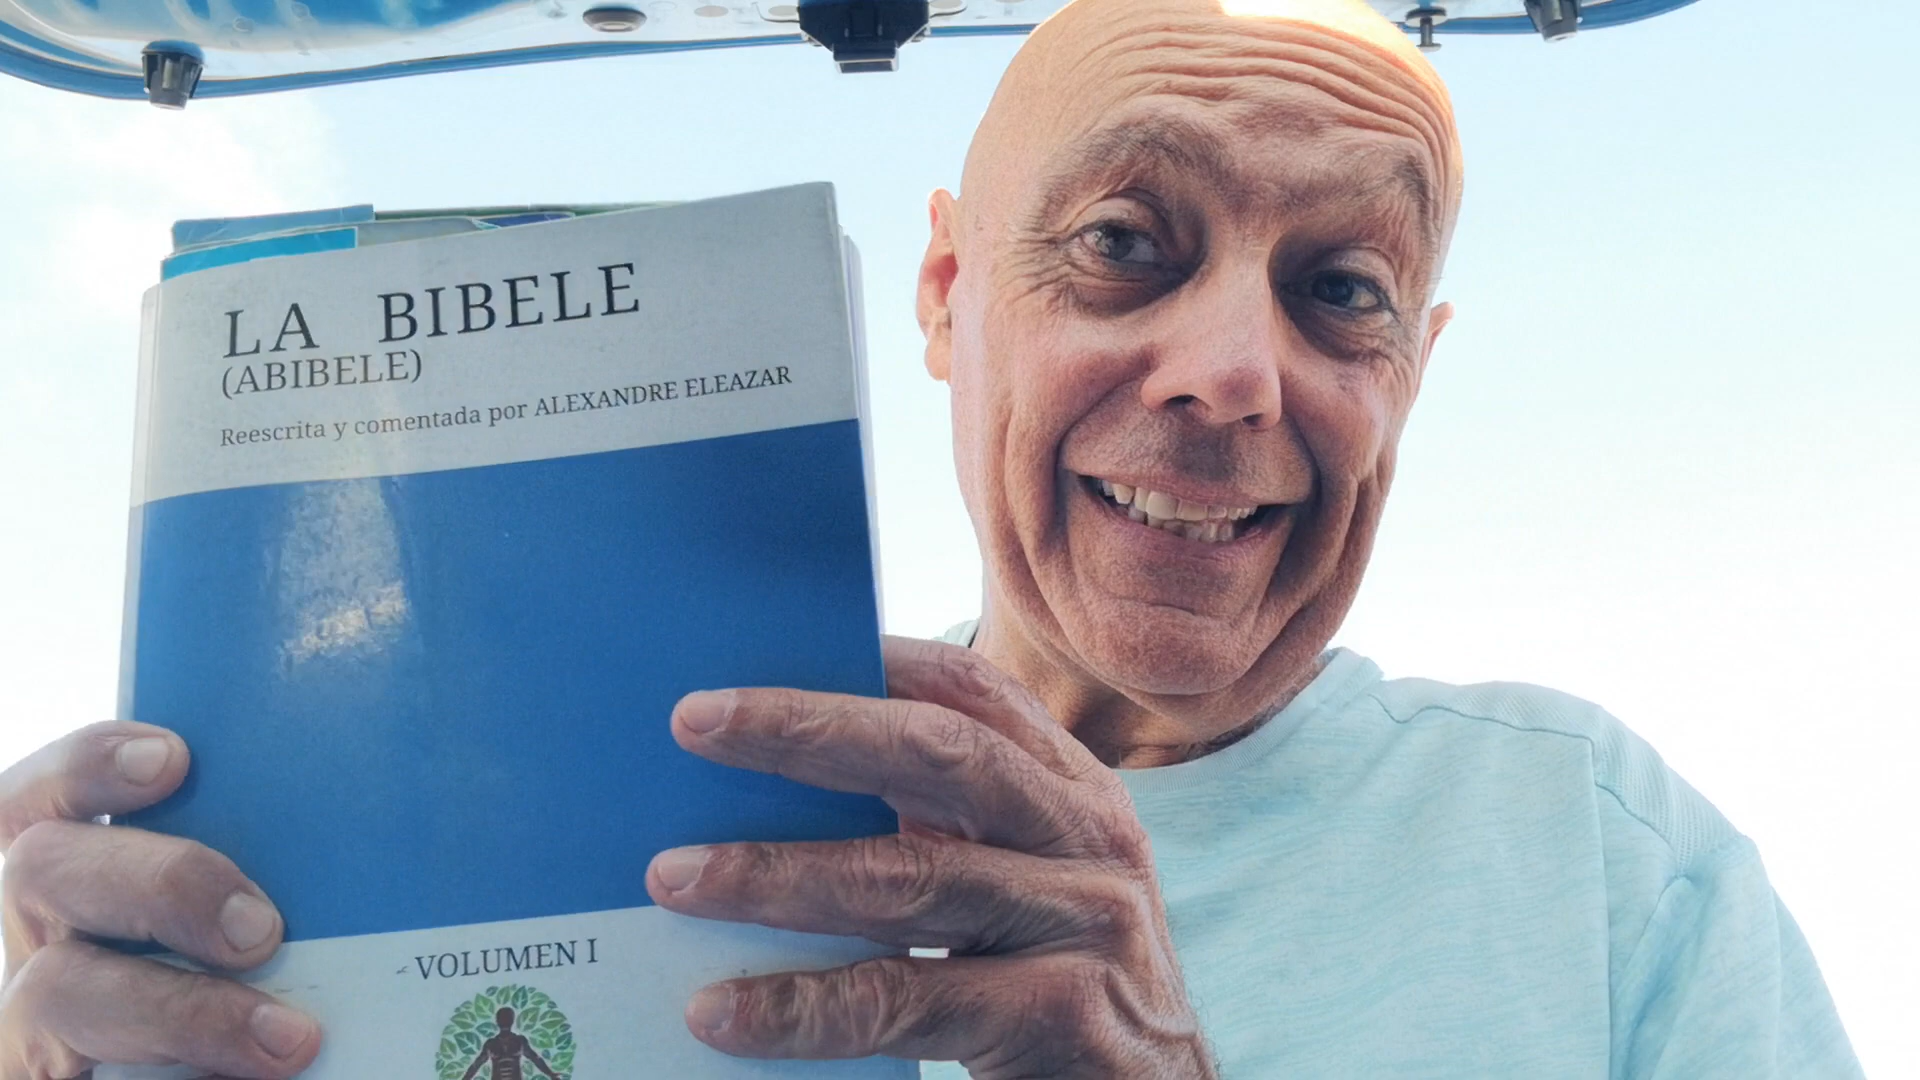 LA BIBELE
(ABIBELE)
Reescrita y comentada por ALEXANDRE ELEAZAR
VOLUMEN I